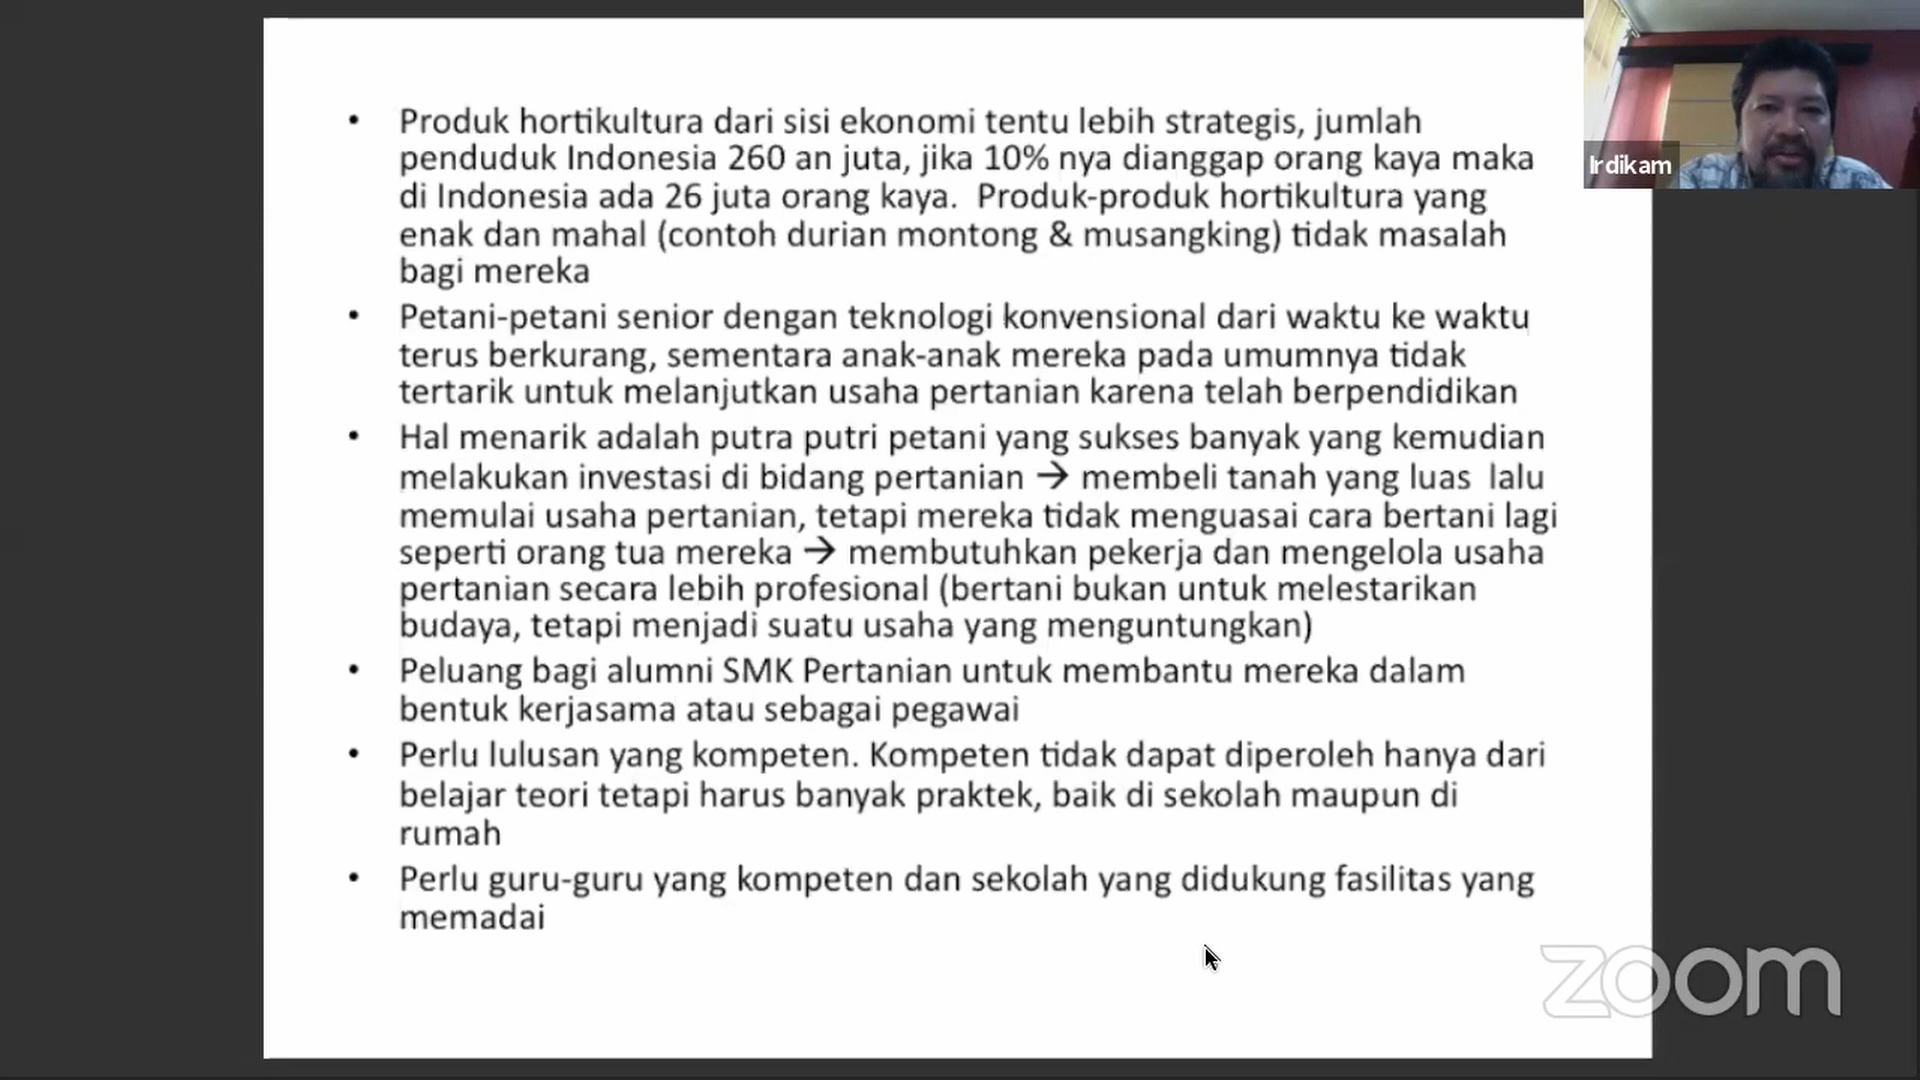 • Produk hortikultura dari sisi ekonomi tentu lebih strategis, jumlah
penduduk Indonesia 260 an juta, jika 10% nya dianggap orang kaya maka
di Indonesia ada 26 juta orang kaya.  Produk-produk hortikultura yang
enak dan mahal (contoh durian montong & musangking) tidak masalah
bagi mereka
• Petani-petani senior dengan teknologi konvensional dari waktu ke waktu
terus berkurang, sementara anak-anak mereka pada umumnya tidak
tertarik untuk melanjutkan usaha pertanian karena telah berpendidikan
• Hal menarik adalah putra putri petani yang sukses banyak yang kemudian
melakukan investasi di bidang pertanian → membeli tanah yang luas  lalu
memulai usaha pertanian, tetapi mereka tidak menguasai cara bertani lagi
seperti orang tua mereka → membutuhkan pekerja dan mengelola usaha
pertanian secara lebih profesional (bertani bukan untuk melestarikan
budaya, tetapi menjadi suatu usaha yang menguntungkan)
• Peluang bagi alumni SMK Pertanian untuk membantu mereka dalam
bentuk kerjasama atau sebagai pegawai
• Perlu lulusan yang kompeten. Kompeten tidak dapat diperoleh hanya dari
belajar teori tetapi harus banyak praktek, baik di sekolah maupun di
rumah
• Perlu guru-guru yang kompeten dan sekolah yang didukung fasilitas yang
memadai
Irdikam
zoom